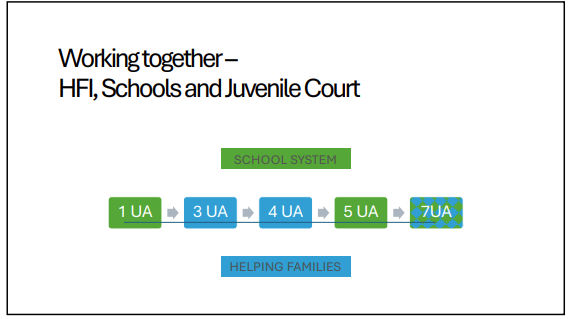 Working together –
HFI, Schools and Juvenile Court
SCHOOL SYSTEM
1 UA 3 UA 4 UA 5 UA 7UA
HELPING FAMILIES